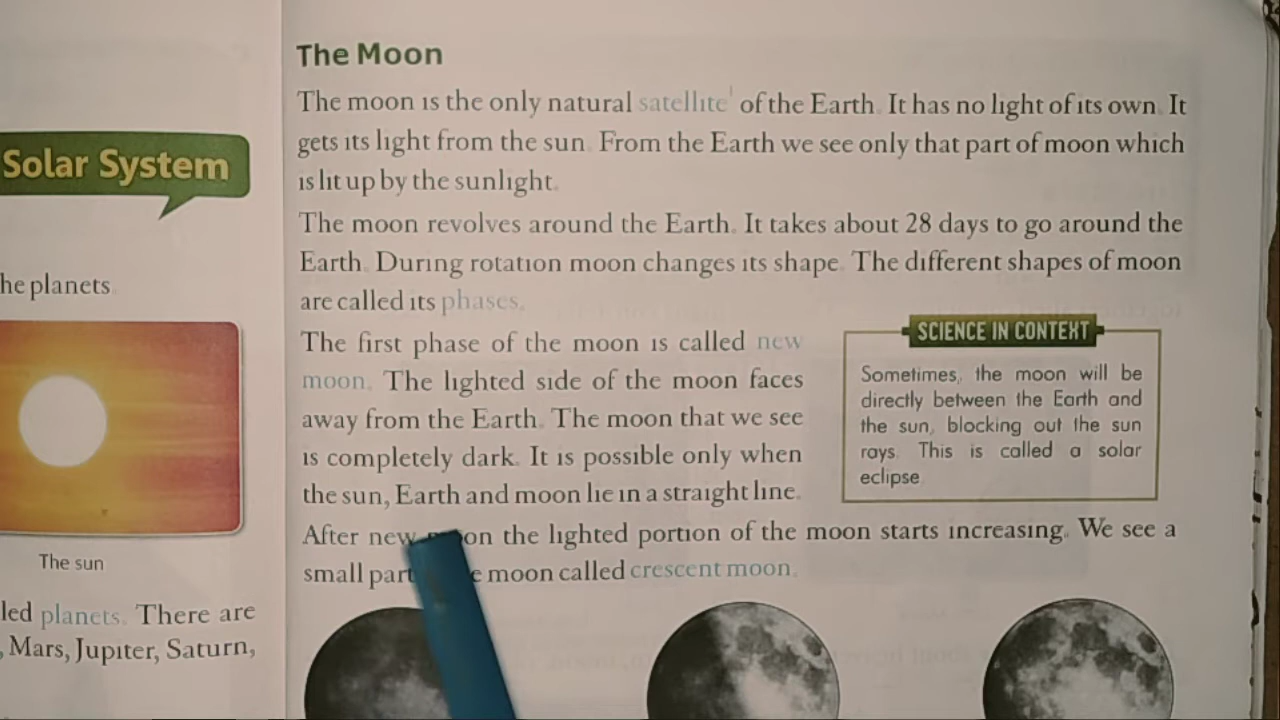 Solar System
he planets.
The sun
led planets. There are
, Mars, Jupiter, Saturn,
The Moon
The moon is the only natural satellite¹ of the Earth. It has no light of its own. It
gets its light from the sun. From the Earth we see only that part of moon which
is lit up by the sunlight.
The moon revolves around the Earth. It takes about 28 days to go around the
Earth. During rotation moon changes its shape. The different shapes of moon
are called its phases.
The first phase of the moon is called new
moon. The lighted side of the moon faces
away from the Earth. The moon that we see
is completely dark. It is possible only when
the sun, Earth and moon lie in a straight line.
SCIENCE IN CONTEXT
Sometimes, the moon will be
directly between the Earth and
the sun, blocking out the sun
rays. This is called a solar
eclipse.
After new moon the lighted portion of the moon starts increasing. We see a
small part moon called crescent moon.